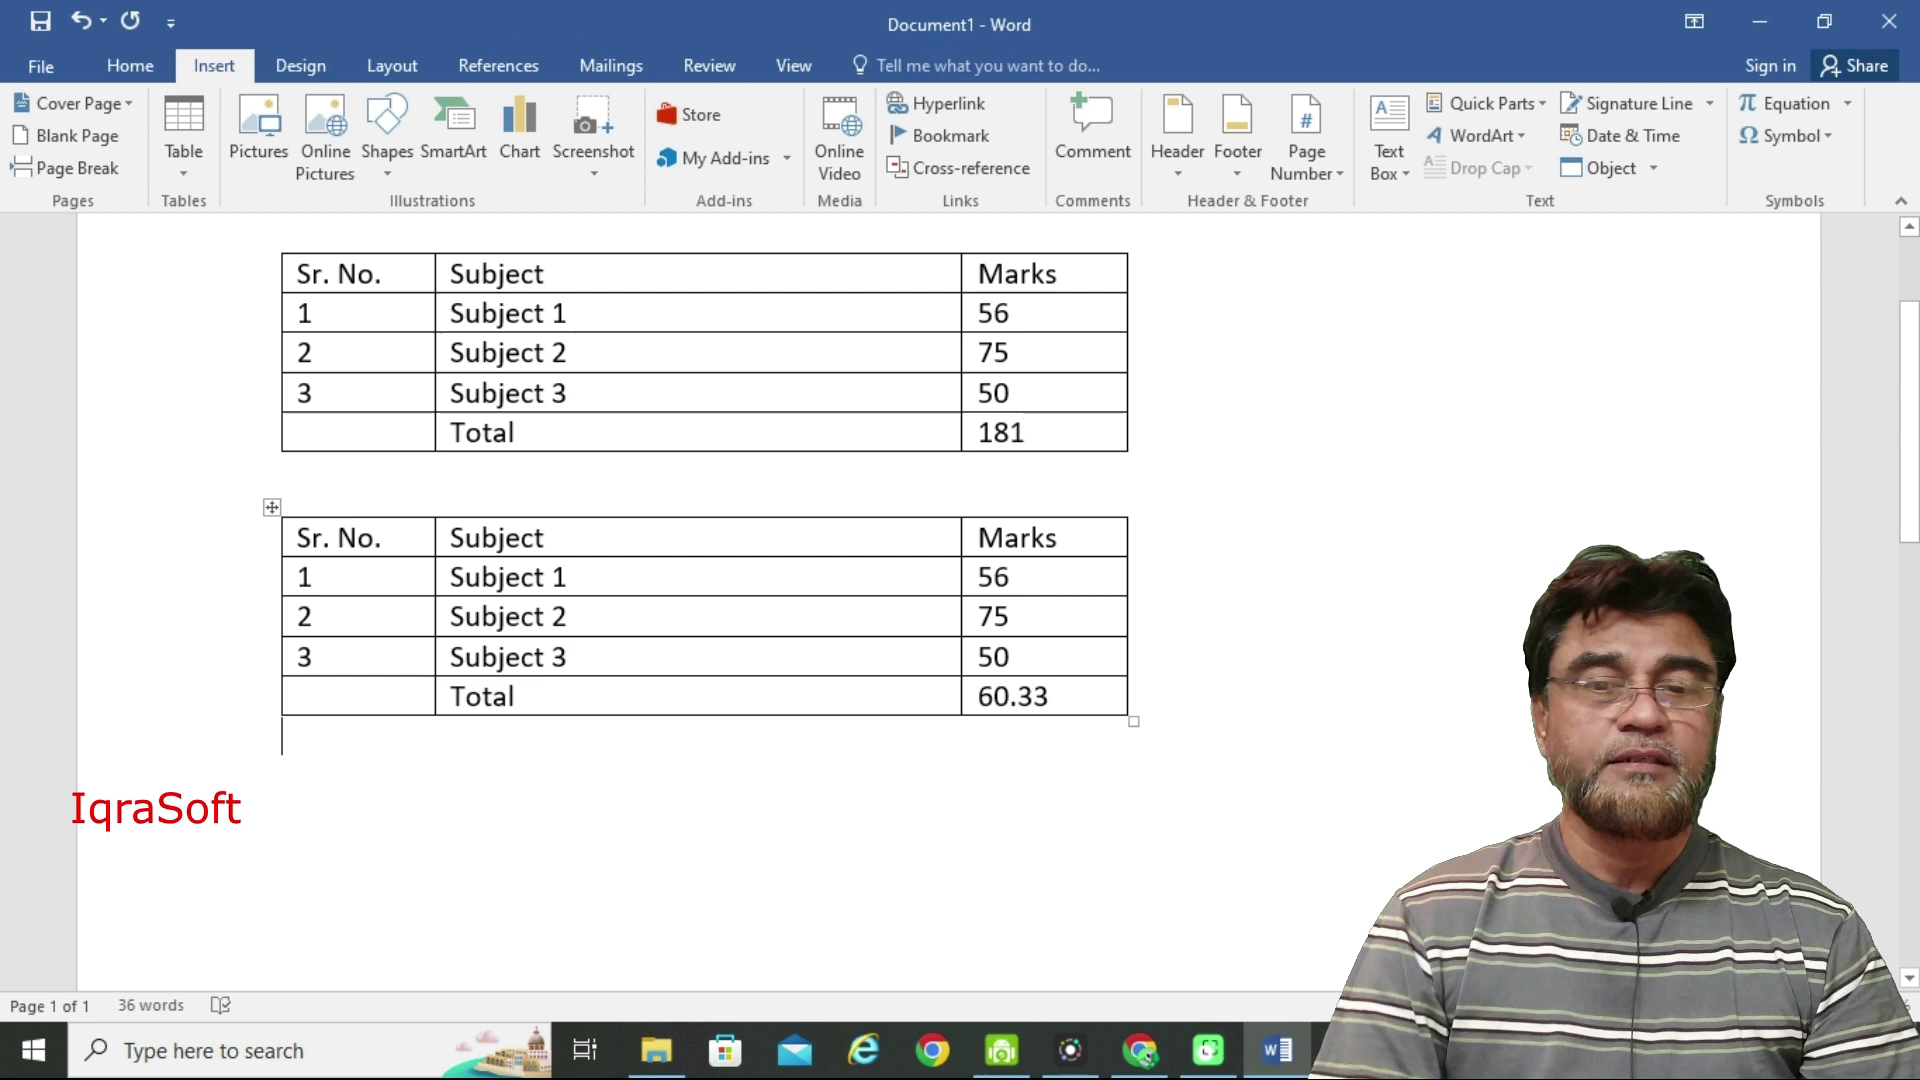 Document1 - Word
File Home Insert Design Layout References Mailings Review View Tell me what you want to do... Sign in Share
Cover Page
Blank Page
Page Break
Pages
Table
Tables
Pictures
Online Pictures
Shapes
SmartArt
Chart
Screenshot
Illustrations
Store
My Add-ins
Add-ins
Online Video
Media
Hyperlink
Bookmark
Cross-reference
Links
Comment
Comments
Header
Footer
Page Number
Header & Footer
Text Box
Quick Parts
WordArt
Drop Cap
Signature Line
Date & Time
Object
Text
Equation
Symbol
Symbols
Sr. No. Subject Marks
1 Subject 1 56
2 Subject 2 75
3 Subject 3 50
Total 181
Sr. No. Subject Marks
1 Subject 1 56
2 Subject 2 75
3 Subject 3 50
Total 60.33
IqraSoft
Page 1 of 1 36 words
Type here to search